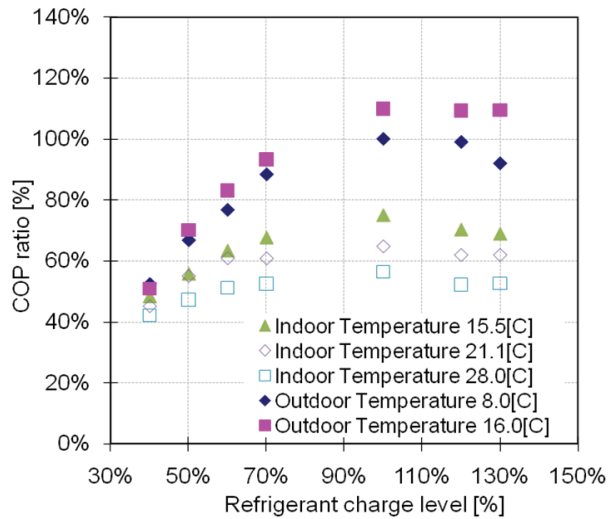 140%
120%
100%
80%
60%
40%
20%
0%
COP ratio [%]
Indoor Temperature 15.5[C]
Indoor Temperature 21.1[C]
Indoor Temperature 28.0[C]
Outdoor Temperature 8.0[C]
Outdoor Temperature 16.0[C]
30% 50% 70% 90% 110% 130% 150%
Refrigerant charge level [%]